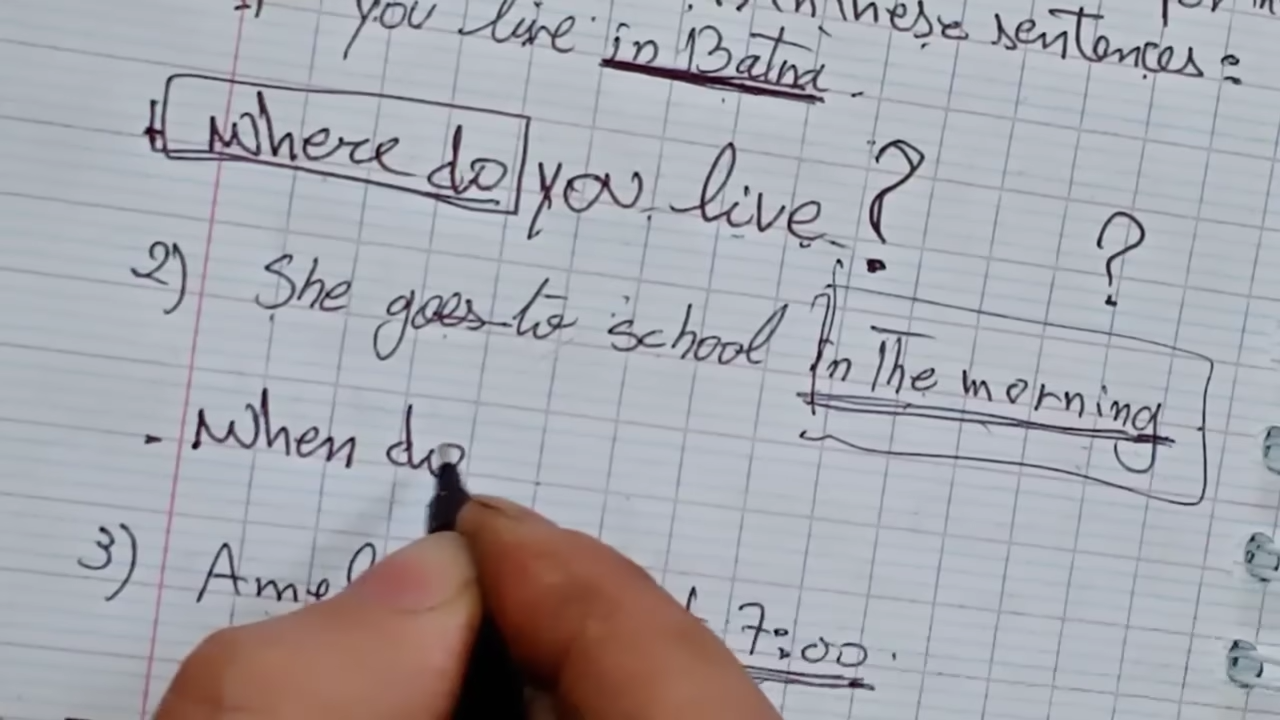 these sentences:
you live in Batna.
Where do you live?
?
2) She goes to school In The morning
- When do
3) Amel 7:00.